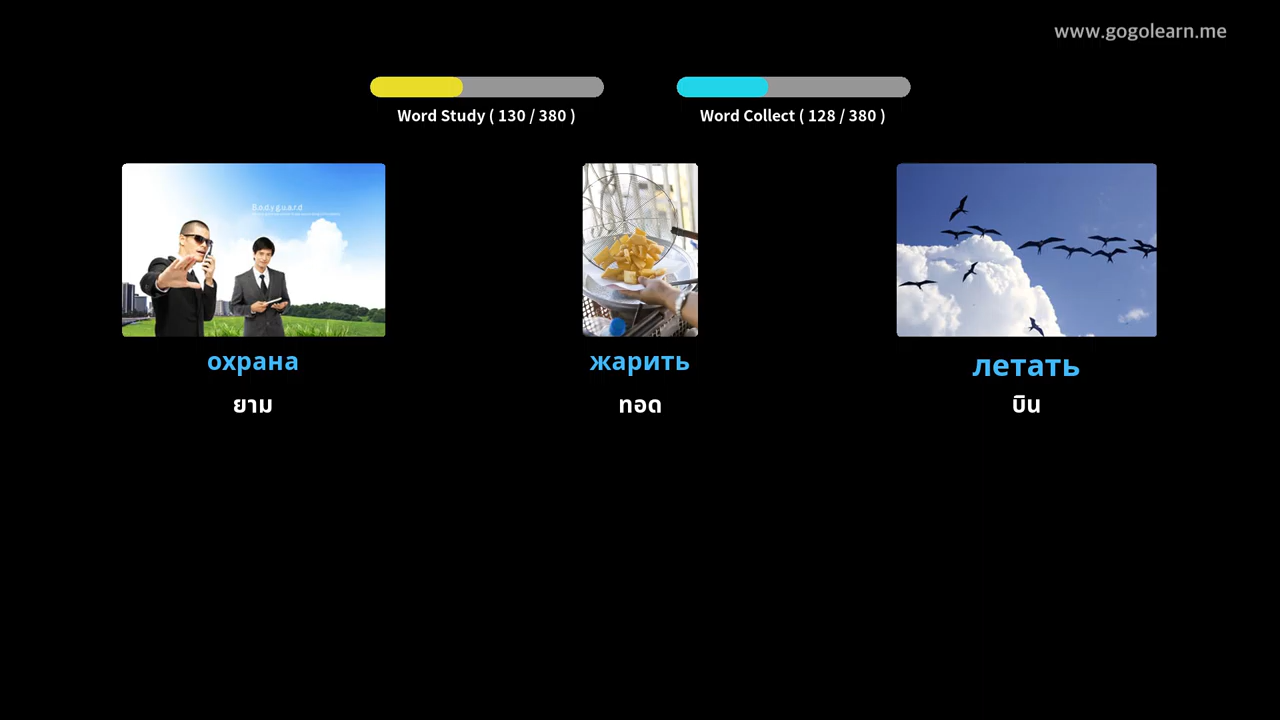 www.gogolearn.me
Word Study ( 130 / 380 )
Word Collect ( 128 / 380 )
Bodyguard
охрана
жарить
летать
ยาม
ทอด
บิน